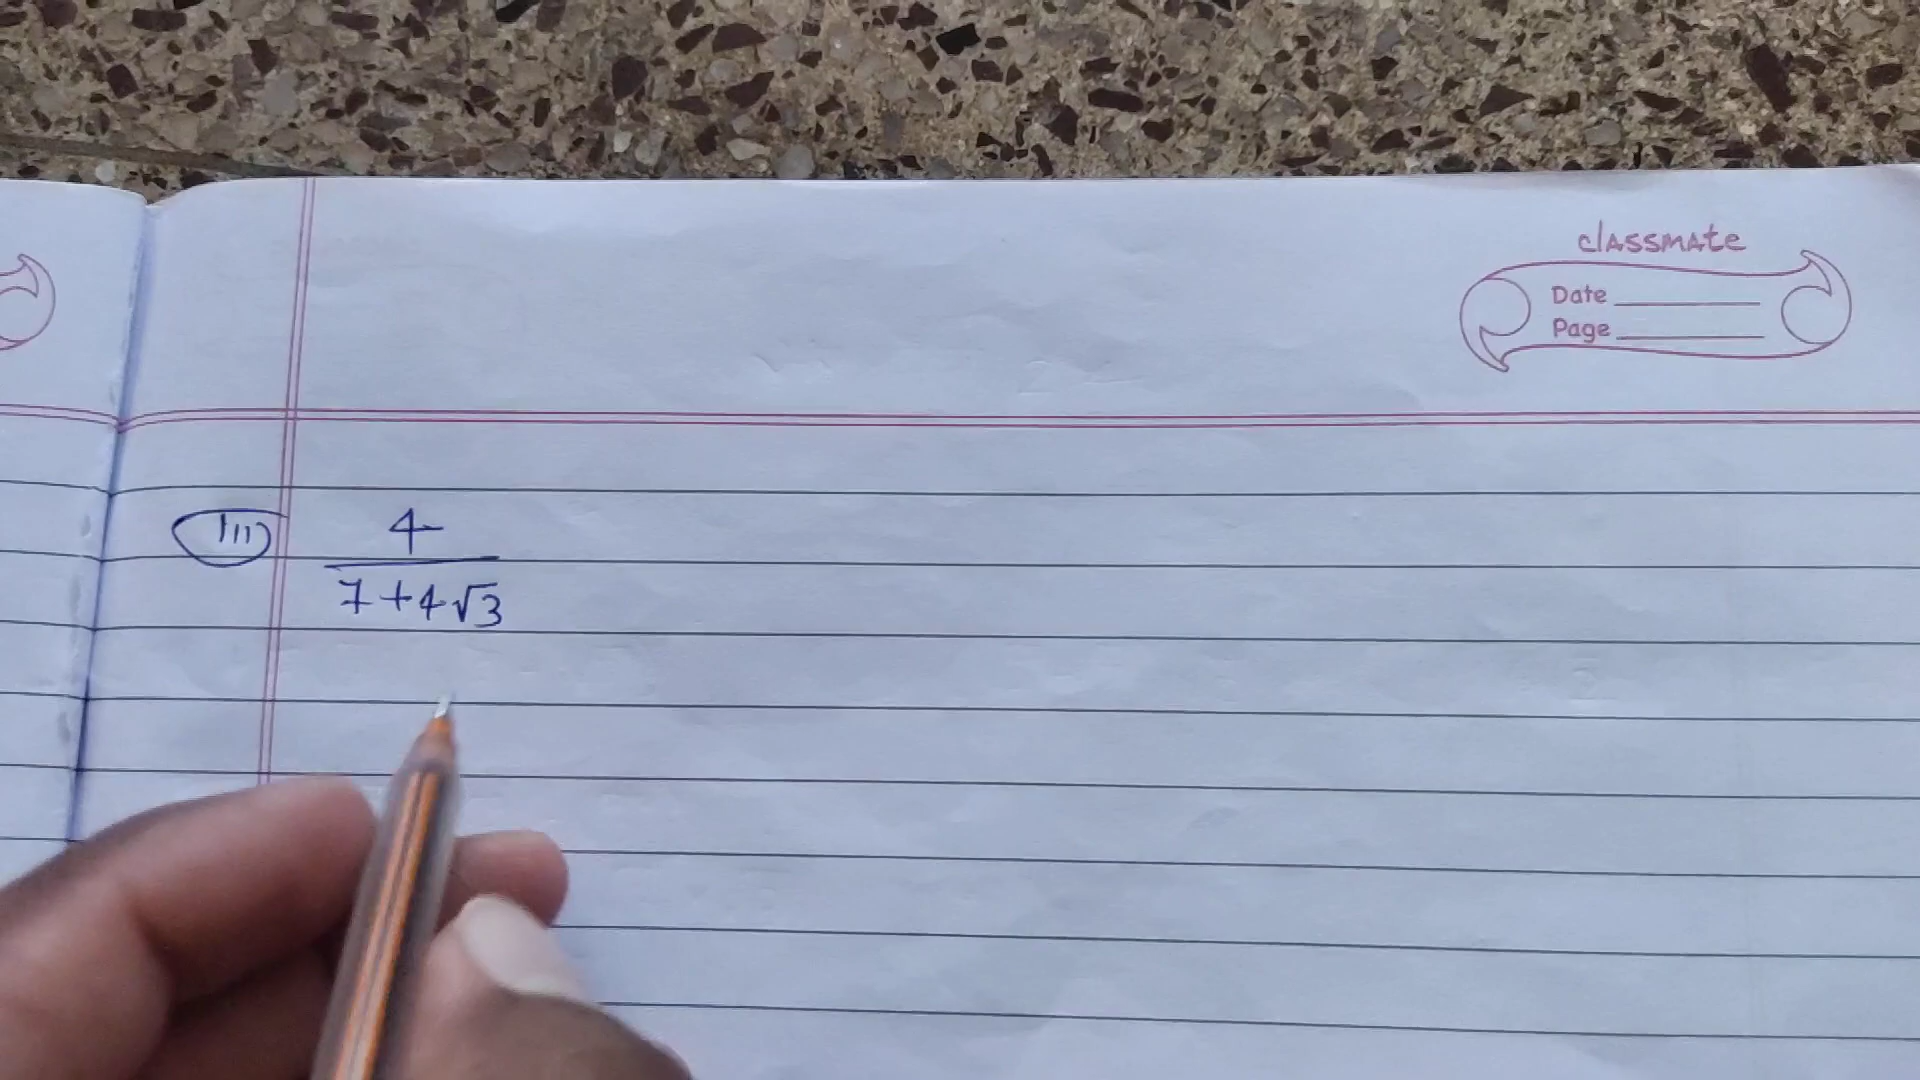 classmate
Date
Page
(iii) 4
7+4√3